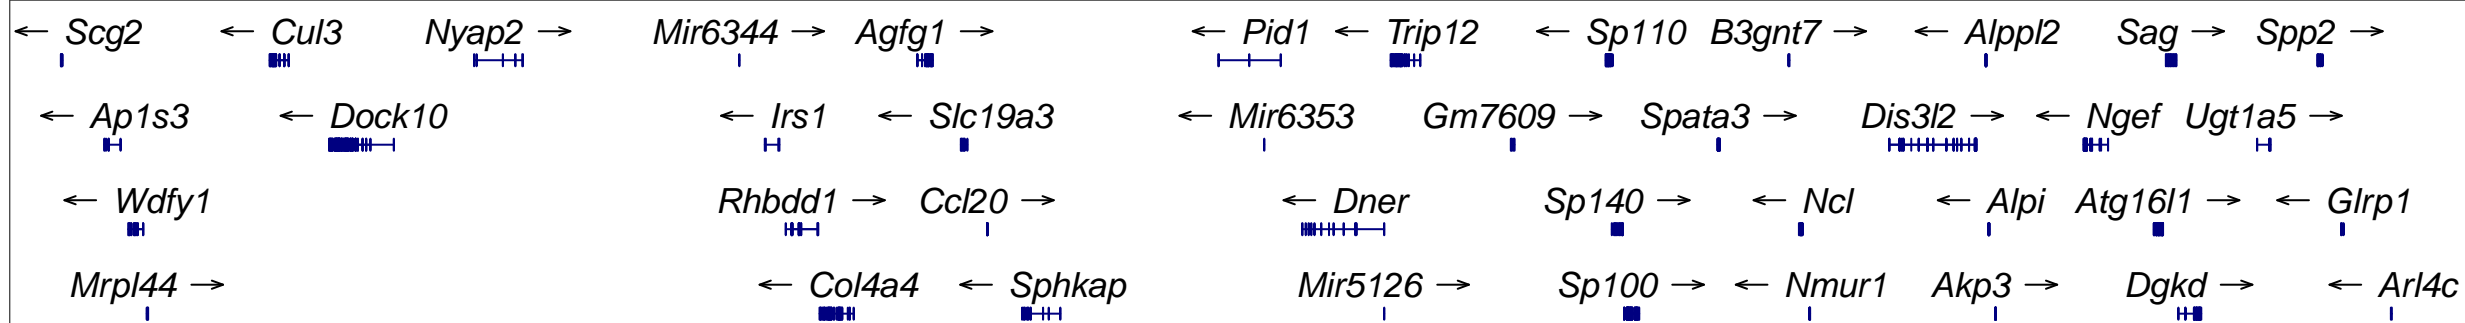 ← Scg2 ← Cul3 Nyap2 → Mir6344 → Agfg1 → ← Pid1 ← Trip12 ← Sp110 B3gnt7 → ← Alppl2 Sag → Spp2 →
← Ap1s3 ← Dock10 ← Irs1 ← Slc19a3 ← Mir6353 Gm7609 → Spata3 → Dis3l2 → ← Ngef Ugt1a5 →
← Wdfy1 Rhbdd1 → Ccl20 → ← Dner Sp140 → ← Ncl ← Alpi Atg16l1 → ← Glrp1
Mrpl44 → ← Col4a4 ← Sphkap Mir5126 → Sp100 → ← Nmur1 Akp3 → Dgkd → ← Arl4c